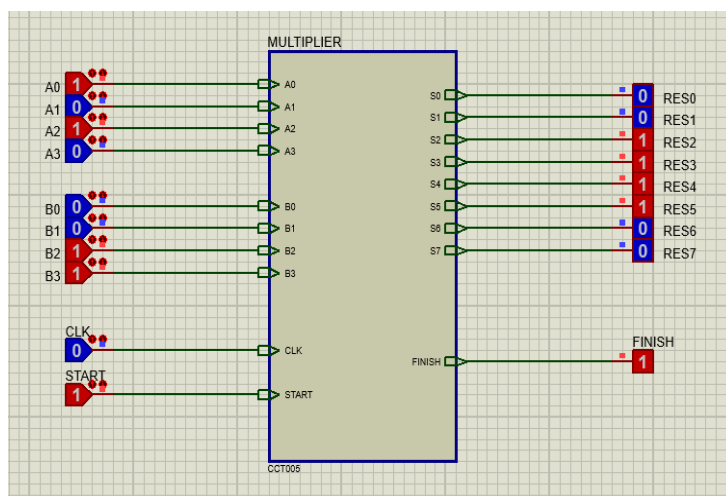 MULTIPLIER
A0 1 A0 S0 0 RES0
A1 0 A1 S1 0 RES1
A2 1 A2 S2 1 RES2
A3 0 A3 S3 1 RES3
S4 1 RES4
B0 0 B0 S5 1 RES5
B1 0 B1 S6 0 RES6
B2 1 B2 S7 0 RES7
B3 1 B3
CLK
0 CLK
FINISH
FINISH 1
START
1 START
CCT005